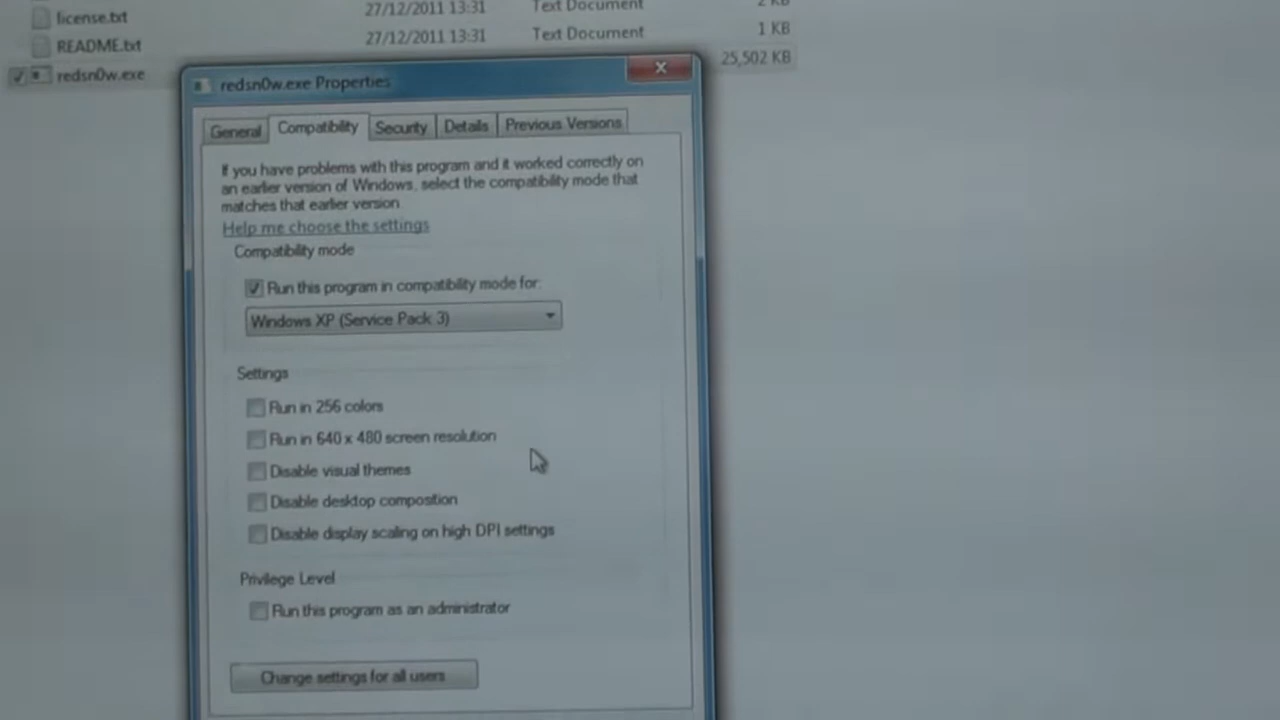 license.txt 27/12/2011 13:31 Text Document 2 KB
README.txt 27/12/2011 13:31 Text Document 1 KB
redsn0w.exe 25,502 KB
redsn0w.exe Properties
General Compatibility Security Details Previous Versions
If you have problems with this program and it worked correctly on
an earlier version of Windows, select the compatibility mode that
matches that earlier version
Help me choose the settings
Compatibility mode
Run this program in compatibility mode for:
Windows XP (Service Pack 3)
Settings
Run in 256 colors
Run in 640 x 480 screen resolution
Disable visual themes
Disable desktop composition
Disable display scaling on high DPI settings
Privilege Level
Run this program as an administrator
Change settings for all users